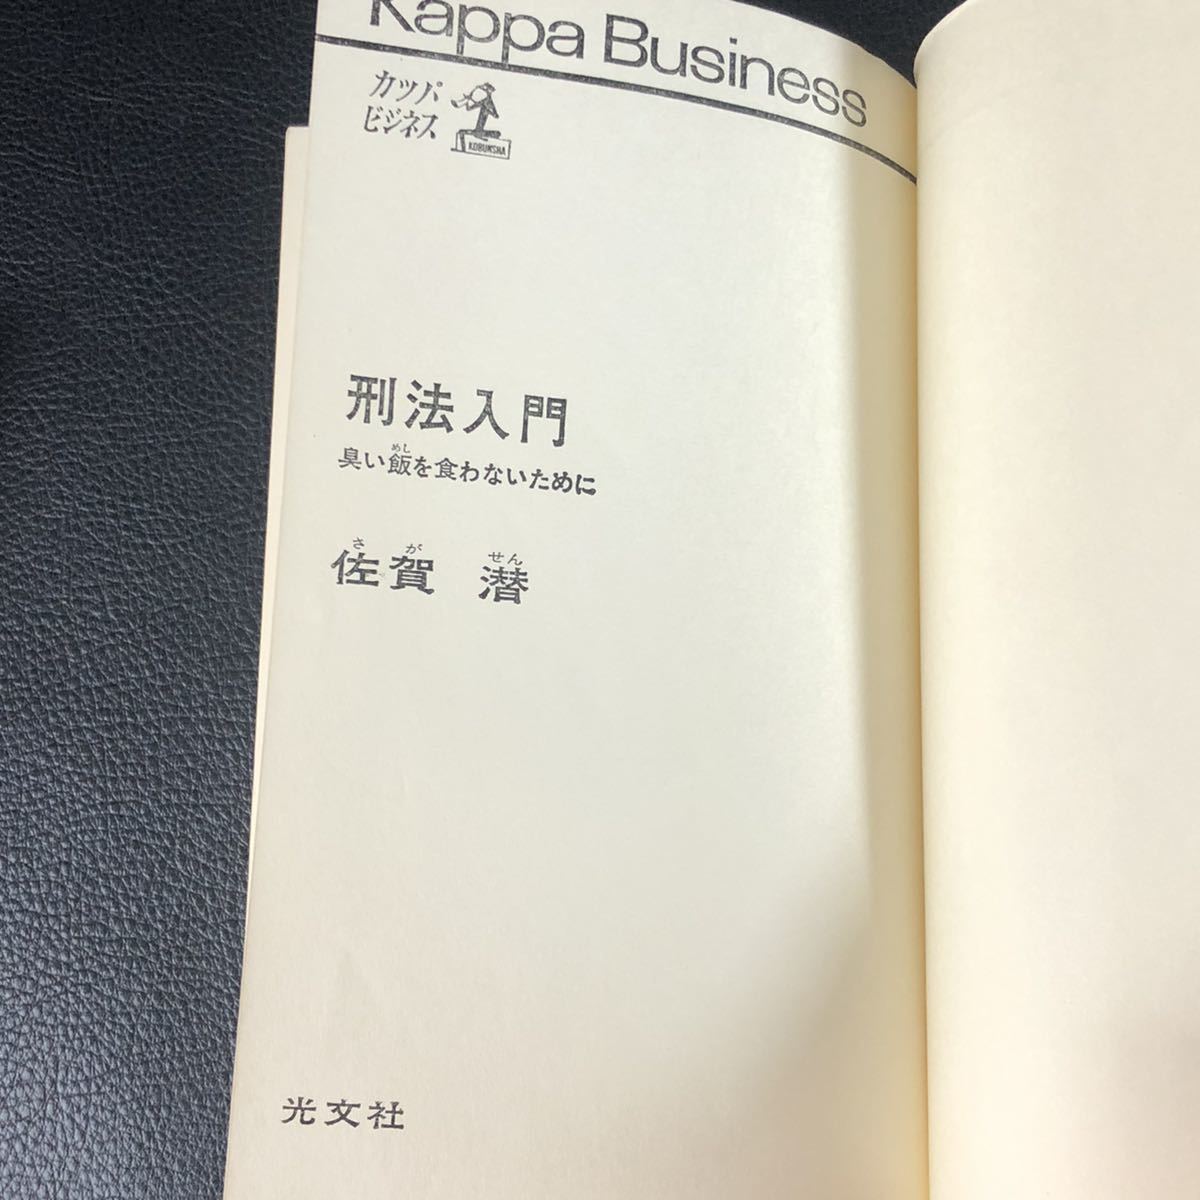 Kappa Business
カッパ
ビジネス
KOBUNSHA
刑法入門
臭い飯を食わないために
めし
佐賀 潜
さ が せん
光文社